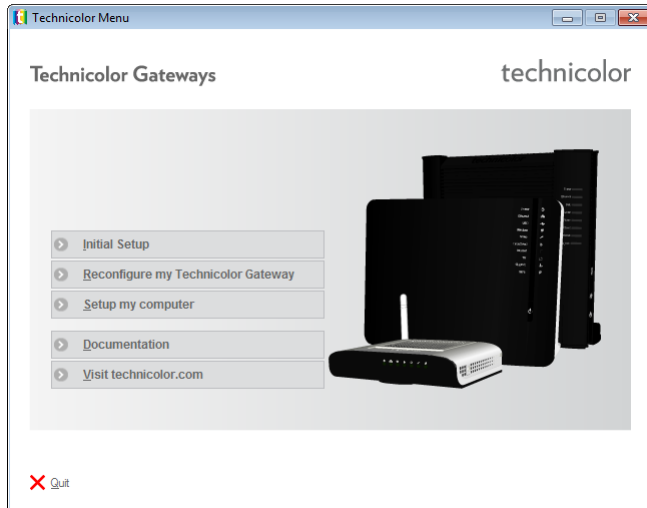 Technicolor Menu
Technicolor Gateways
technicolor
Initial Setup
Reconfigure my Technicolor Gateway
Setup my computer
Documentation
Visit technicolor.com
Quit